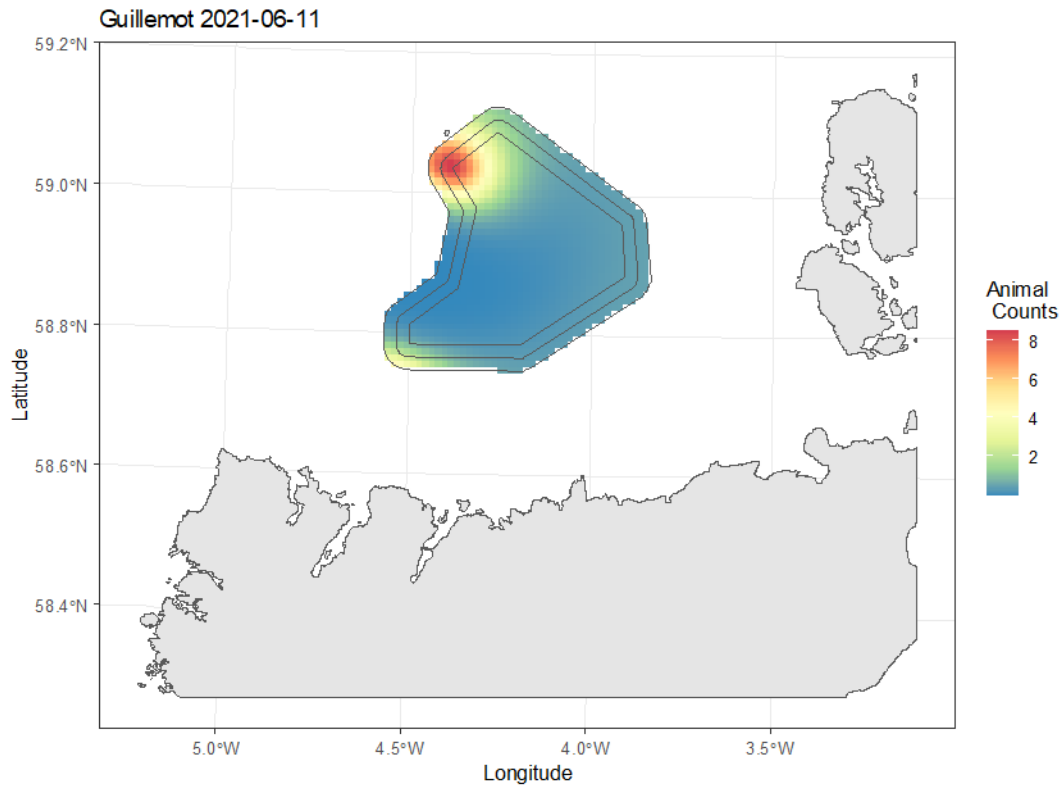 Guillemot 2021-06-11
59.2°N
59.0°N
58.8°N
58.6°N
58.4°N
Latitude
5.0°W
4.5°W
4.0°W
3.5°W
Longitude
Animal
Counts
8
6
4
2